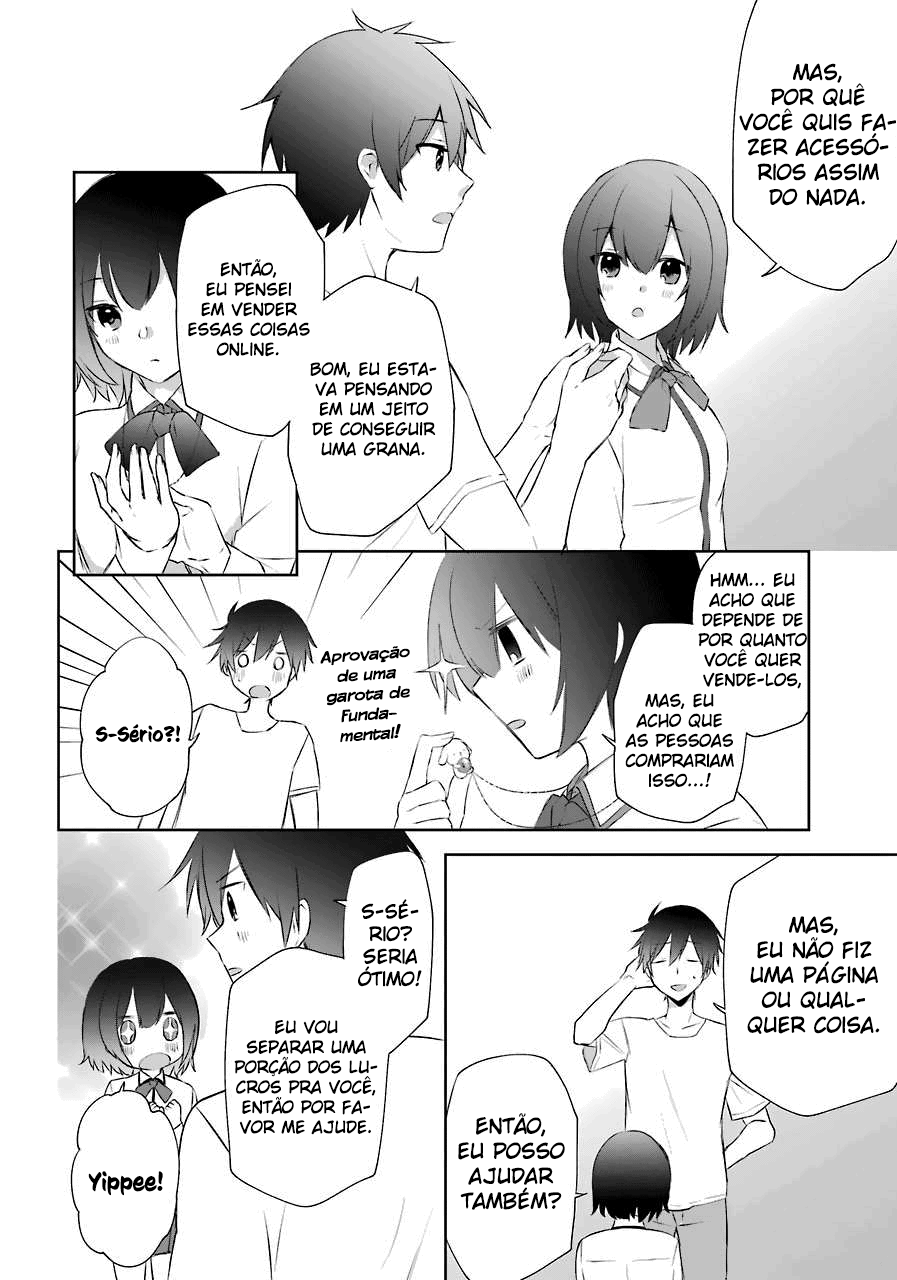 MAS,
POR QUÊ
VOCÊ QUIS FA-
ZER ACESSÓ-
RIOS ASSIM
DO NADA.
BOM, EU ESTA-
VA PENSANDO
EM UM JEITO
DE CONSEGUIR
UMA GRANA.
ENTÃO,
EU PENSEI
EM VENDER
ESSAS COISAS
ONLINE.
HMM... EU
ACHO QUE
DEPENDE DE
POR QUANTO
VOCÊ QUER
VENDE-LOS,
MAS, EU
ACHO QUE
AS PESSOAS
COMPRARIAM
ISSO...!
Aprovação
de uma
garota de
Funda-
mental!
S-Sério?!
MAS,
EU NÃO FIZ
UMA PÁGINA
OU QUAL-
QUER COISA.
ENTÃO,
EU POSSO
AJUDAR
TAMBÉM?
S-SÉ-
RIO?
SERIA
ÓTIMO!
EU VOU
SEPARAR UMA
PORÇÃO DOS LU-
CROS PRA VOCÊ,
ENTÃO POR FA-
VOR ME AJUDE.
Yippee!